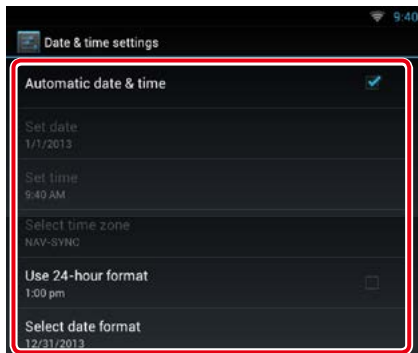 9:40
Date & time settings
Automatic date & time
Set date
1/1/2013
Set time
9:40 AM
Select time zone
NAV-SYNC
Use 24-hour format
1:00 pm
Select date format
12/31/2013